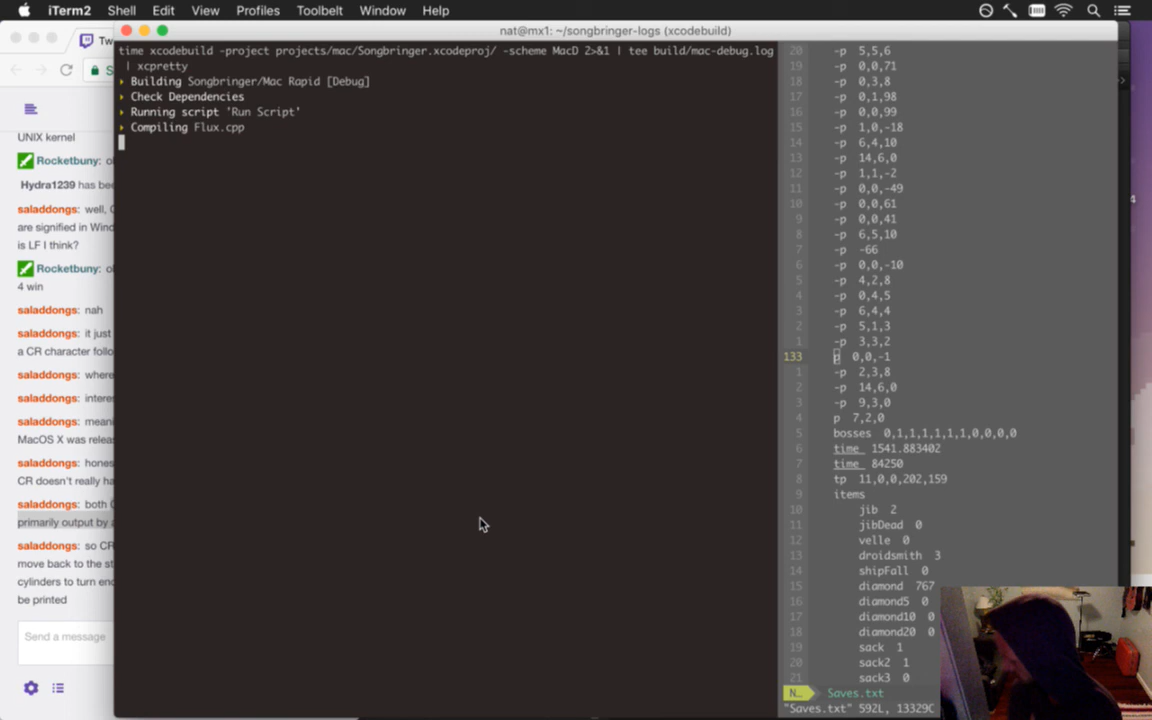 iTerm2 Shell Edit View Profiles Toolbelt Window Help
nat@mx1: ~/songbringer-logs (xcodebuild)
Tw
S
UNIX kernel
Rocketbuny: ol
Hydra1239 has bee
saladdongs: well, C
are signified in Wind
is LF I think?
Rocketbuny: ol
4 win
saladdongs: nah
saladdongs: it just
a CR character follo
saladdongs: where
saladdongs: interes
saladdongs: meani
MacOS X was relea
saladdongs: hones
CR doesn't really ha
saladdongs: both C
primarily output by a
saladdongs: so CR
move back to the st
cylinders to turn end
be printed
Send a message
time xcodebuild -project projects/mac/Songbringer.xcodeproj/ -scheme MacD 2>&1 | tee build/mac-debug.log
| xcpretty
Building Songbringer/Mac Rapid [Debug]
Check Dependencies
Running script 'Run Script'
Compiling Flux.cpp
20 -p 5,5,6
19 -p 0,0,71
18 -p 0,3,8
17 -p 0,1,98
16 -p 0,0,99
15 -p 1,0,-18
14 -p 6,4,10
13 -p 14,6,0
12 -p 1,1,-2
11 -p 0,0,-49
10 -p 0,0,61
9 -p 0,0,41
8 -p 6,5,10
7 -p -66
6 -p 0,0,-10
5 -p 4,2,8
4 -p 0,4,5
3 -p 6,4,4
2 -p 5,1,3
1 -p 3,3,2
133 p 0,0,-1
1 -p 2,3,8
2 -p 14,6,0
3 -p 9,3,0
4 p 7,2,0
5 bosses 0,1,1,1,1,1,1,0,0,0,0
6 time_ 1541.883402
7 time_ 84250
8 tp 11,0,0,202,159
9 items
10 jib 2
11 jibDead 0
12 velle 0
13 droidsmith 3
14 shipFall 0
15 diamond 767
16 diamond5 0
17 diamond10 0
18 diamond20 0
19 sack 1
20 sack2 1
21 sack3 0
N… Saves.txt
"Saves.txt" 592L, 13329C
4